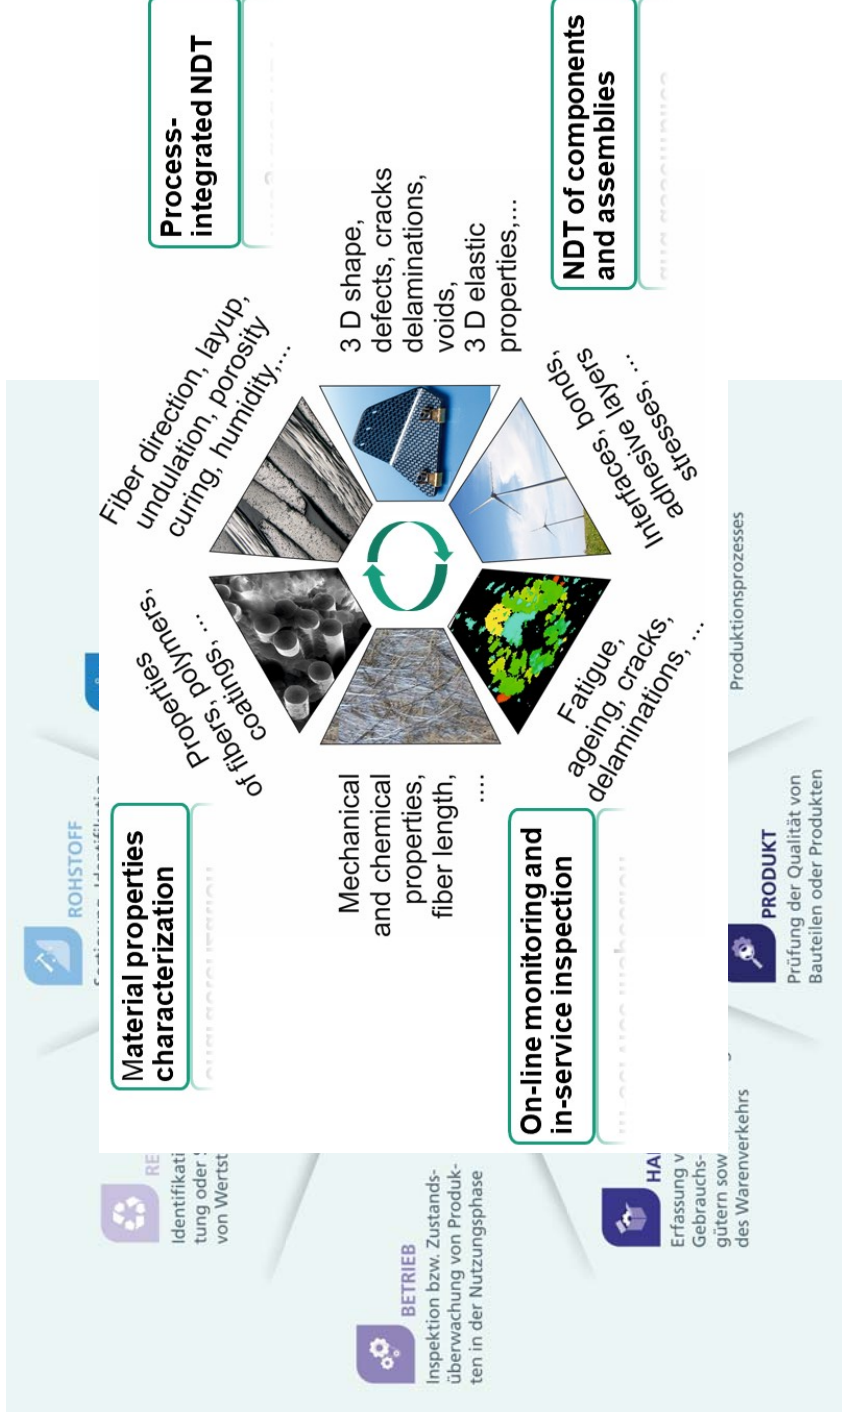 Material properties
characterization
Process-
integrated NDT
Properties
of fibers, polymers,
coatings, ...
Fiber direction, layup,
undulation, porosity
curing, humidity,...
Mechanical
and chemical
properties,
fiber length,
....
3 D shape,
defects, cracks
delaminations,
voids,
3 D elastic
properties,...
Fatigue,
ageing, cracks,
delaminations, ...
Interfaces, bonds,
adhesive layers
stresses, ...
On-line monitoring and
in-service inspection
NDT of components
and assemblies
ROHSTOFF
RE
Identifikati
tung oder
von Wertst
BETRIEB
Inspektion bzw. Zustands-
überwachung von Produk-
ten in der Nutzungsphase
HA
Erfassung v
Gebrauchs-
gütern sow
des Warenverkehrs
PRODUKT
Prüfung der Qualität von
Bauteilen oder Produkten
Produktionsprozesses